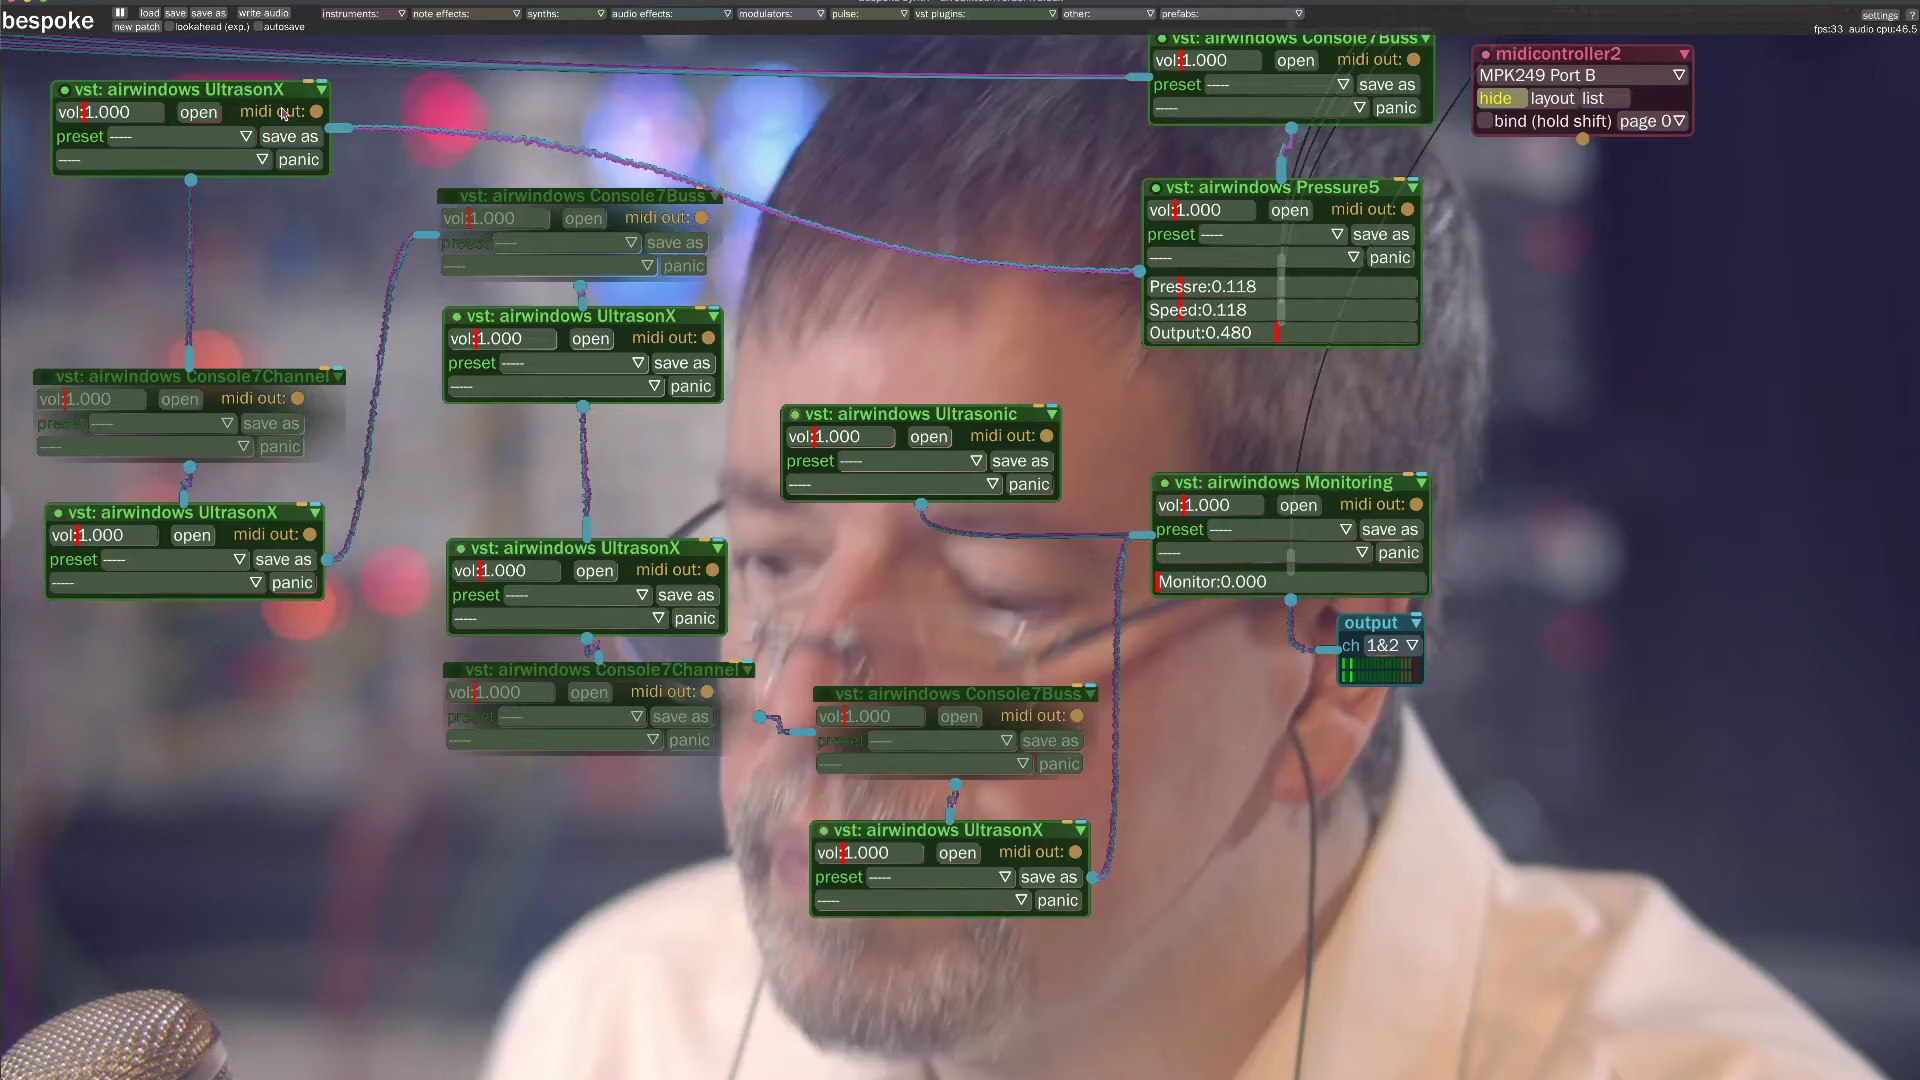 bespoke
load save save as write audio
new patch lookahead (exp.) autosave
instruments: note effects: synths: audio effects: modulators: pulse: vst plugins: other: prefabs:
settings ?
fps:33 audio cpu:46.5
vst: airwindows UltrasonX
vol:1.000 open midi out:
preset ----- save as
----- panic
vst: airwindows Console7Buss
vol:1.000 open midi out:
preset ----- save as
----- panic
midicontroller2
MPK249 Port B
hide layout list
bind (hold shift) page 0
vst: airwindows Console7Buss
vol:1.000 open midi out:
preset ----- save as
----- panic
vst: airwindows Pressure5
vol:1.000 open midi out:
preset ----- save as
----- panic
Pressre:0.118
Speed:0.118
Output:0.480
vst: airwindows UltrasonX
vol:1.000 open midi out:
preset ----- save as
----- panic
vst: airwindows Console7Channel
vol:1.000 open midi out:
preset ----- save as
----- panic
vst: airwindows Ultrasonic
vol:1.000 open midi out:
preset ----- save as
----- panic
vst: airwindows Monitoring
vol:1.000 open midi out:
preset ----- save as
----- panic
Monitor:0.000
vst: airwindows UltrasonX
vol:1.000 open midi out:
preset ----- save as
----- panic
vst: airwindows UltrasonX
vol:1.000 open midi out:
preset ----- save as
----- panic
output
ch 1&2
vst: airwindows Console7Channel
vol:1.000 open midi out:
preset ----- save as
----- panic
vst: airwindows Console7Buss
vol:1.000 open midi out:
preset ----- save as
----- panic
vst: airwindows UltrasonX
vol:1.000 open midi out:
preset ----- save as
----- panic